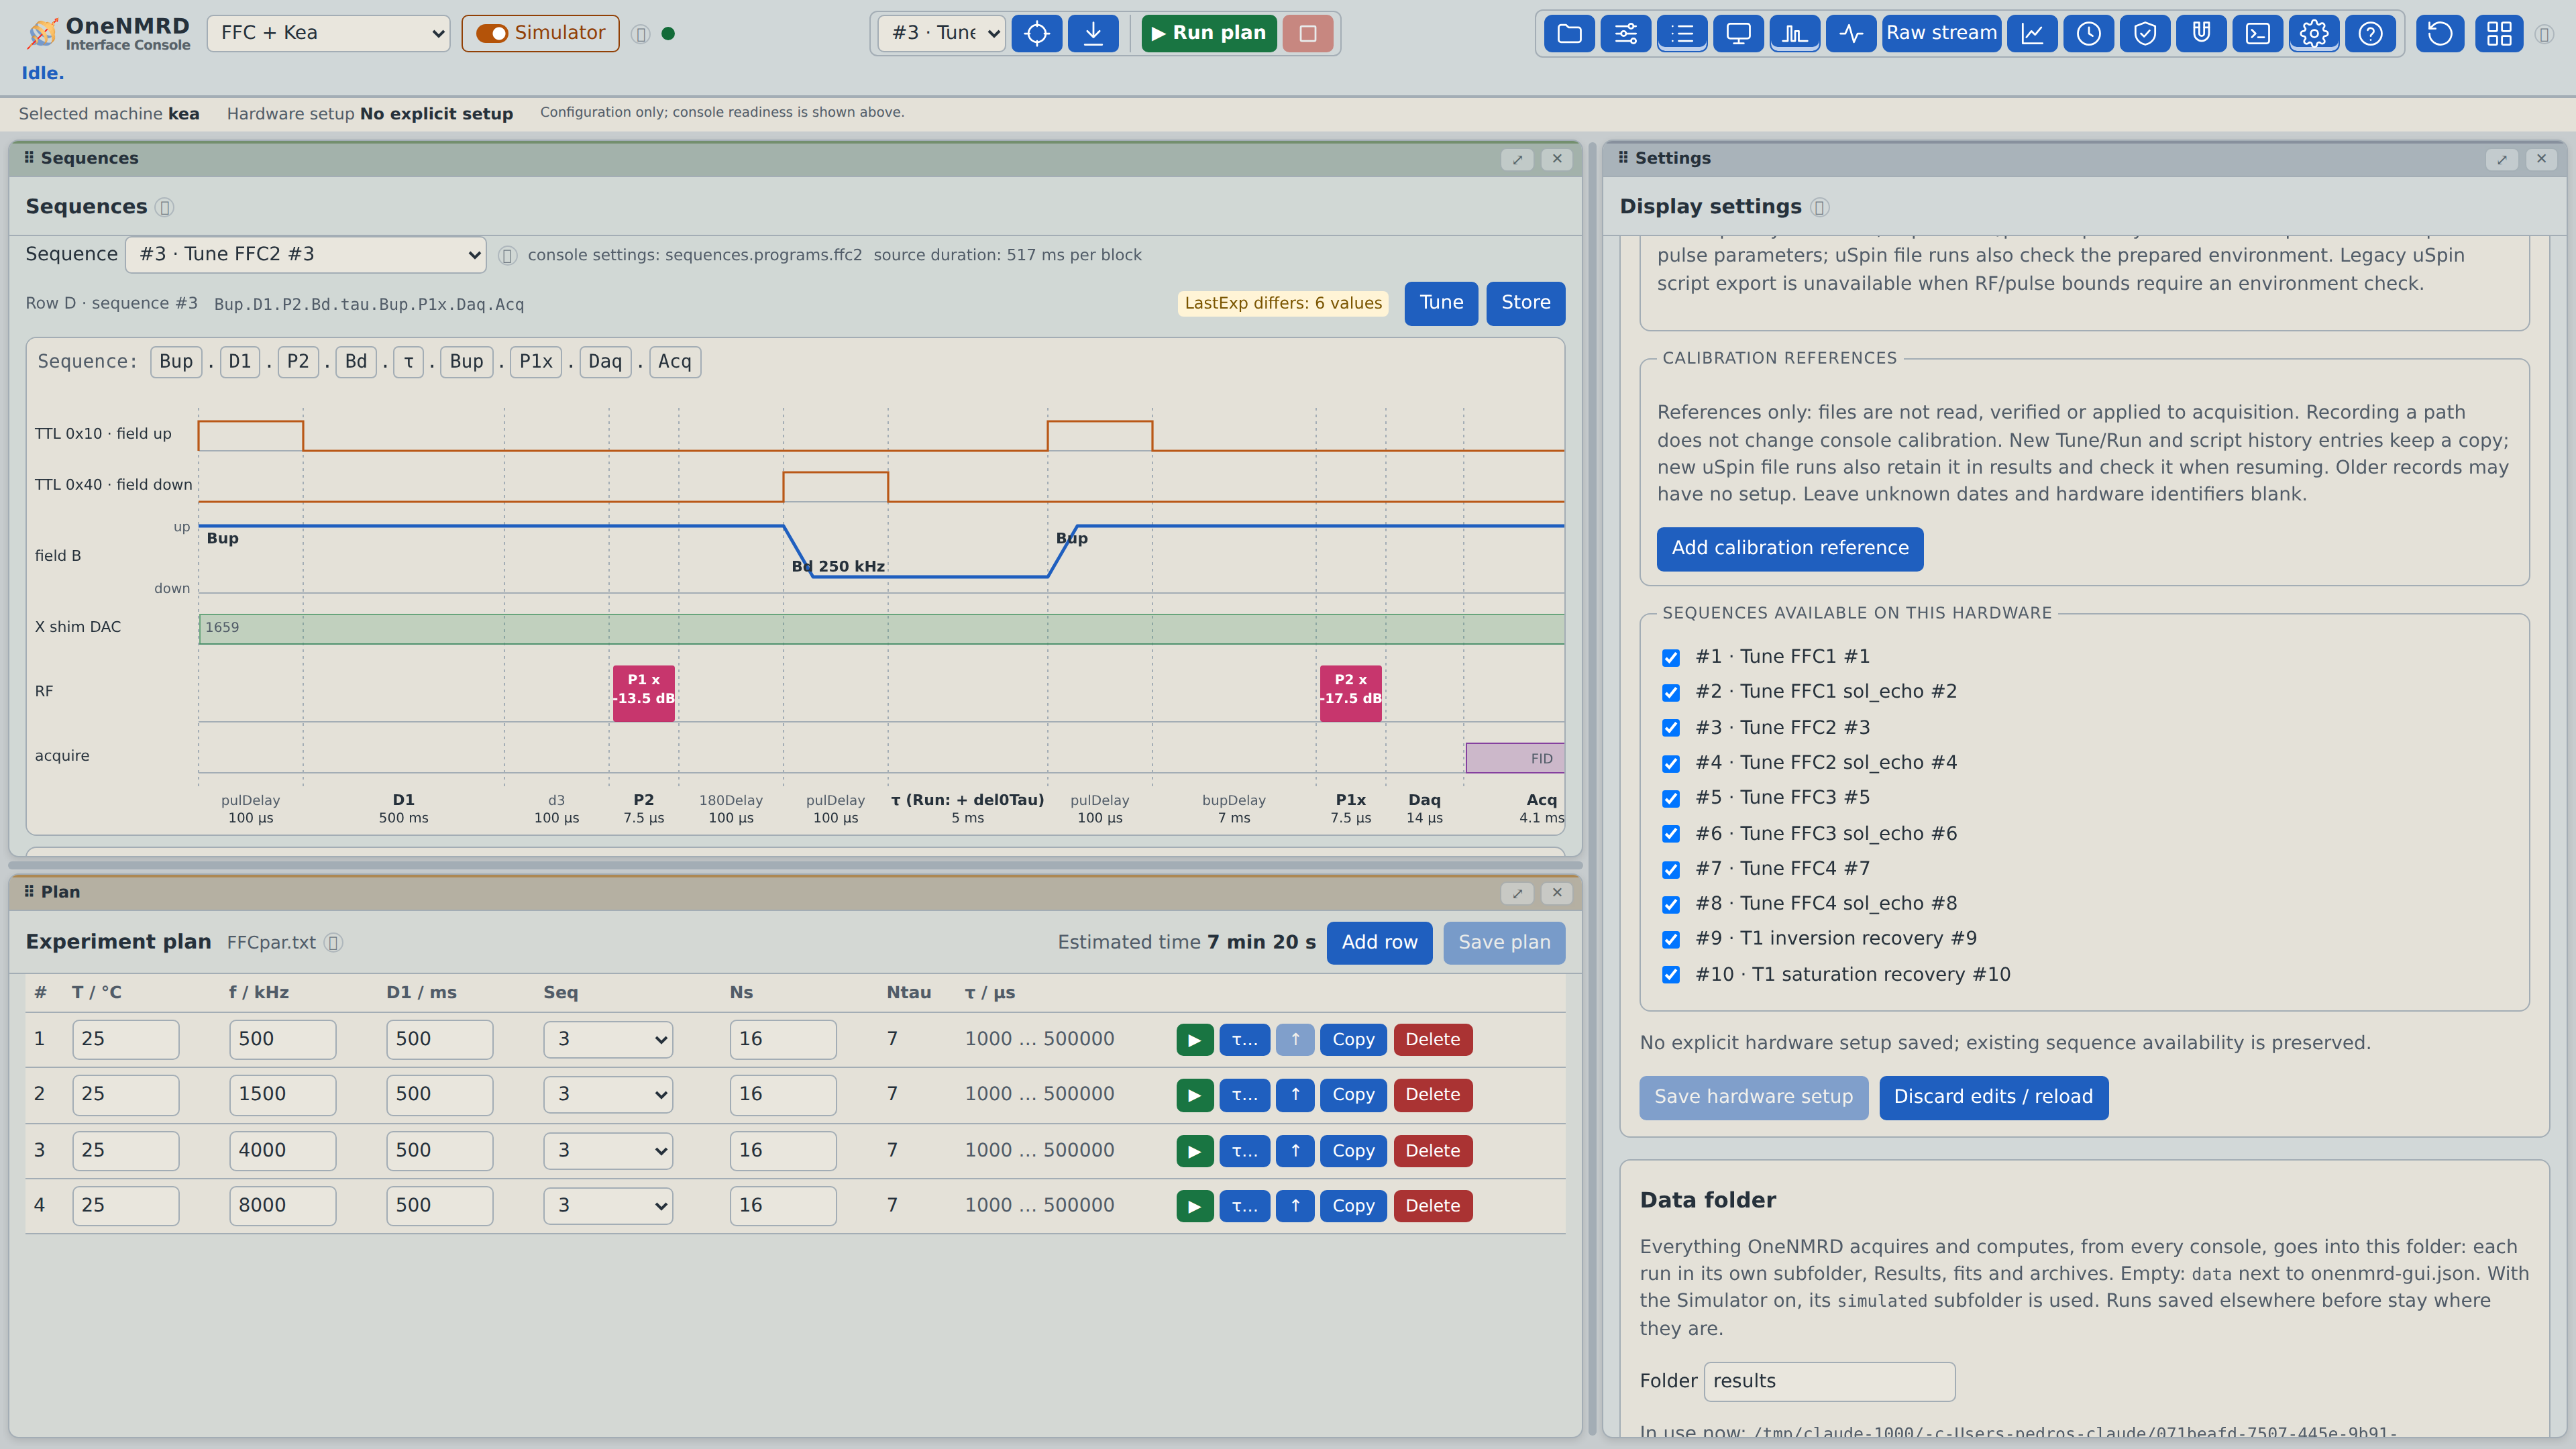 OneNMRD
Interface Console
FFC + Kea
Simulator
#3 · Tune
▶ Run plan
Raw stream
Idle.
Selected machine kea Hardware setup No explicit setup Configuration only; console readiness is shown above.
Sequences
Sequences
Sequence #3 · Tune FFC2 #3 console settings: sequences.programs.ffc2 source duration: 517 ms per block
Row D · sequence #3 Bup.D1.P2.Bd.tau.Bup.P1x.Daq.Acq LastExp differs: 6 values Tune Store
Sequence: Bup . D1 . P2 . Bd . τ . Bup . P1x . Daq . Acq
TTL 0x10 · field up
TTL 0x40 · field down
up
Bup Bup
field B
Bd 250 kHz
down
X shim DAC 1659
RF
P1 x P2 x
-13.5 dB -17.5 dB
acquire FID
pulDelay D1 d3 P2 180Delay pulDelay τ (Run: + del0Tau) pulDelay bupDelay P1x Daq Acq
100 µs 500 ms 100 µs 7.5 µs 100 µs 100 µs 5 ms 100 µs 7 ms 7.5 µs 14 µs 4.1 ms
Plan
Experiment plan FFCpar.txt Estimated time 7 min 20 s Add row Save plan
# T / °C f / kHz D1 / ms Seq Ns Ntau τ / µs
1 25 500 500 3 16 7 1000 … 500000 ▶ τ… ↑ Copy Delete
2 25 1500 500 3 16 7 1000 … 500000 ▶ τ… ↑ Copy Delete
3 25 4000 500 3 16 7 1000 … 500000 ▶ τ… ↑ Copy Delete
4 25 8000 500 3 16 7 1000 … 500000 ▶ τ… ↑ Copy Delete
Settings
Display settings
pulse parameters; uSpin file runs also check the prepared environment. Legacy uSpin
script export is unavailable when RF/pulse bounds require an environment check.
CALIBRATION REFERENCES
References only: files are not read, verified or applied to acquisition. Recording a path
does not change console calibration. New Tune/Run and script history entries keep a copy;
new uSpin file runs also retain it in results and check it when resuming. Older records may
have no setup. Leave unknown dates and hardware identifiers blank.
Add calibration reference
SEQUENCES AVAILABLE ON THIS HARDWARE
#1 · Tune FFC1 #1
#2 · Tune FFC1 sol_echo #2
#3 · Tune FFC2 #3
#4 · Tune FFC2 sol_echo #4
#5 · Tune FFC3 #5
#6 · Tune FFC3 sol_echo #6
#7 · Tune FFC4 #7
#8 · Tune FFC4 sol_echo #8
#9 · T1 inversion recovery #9
#10 · T1 saturation recovery #10
No explicit hardware setup saved; existing sequence availability is preserved.
Save hardware setup Discard edits / reload
Data folder
Everything OneNMRD acquires and computes, from every console, goes into this folder: each
run in its own subfolder, Results, fits and archives. Empty: data next to onenmrd-gui.json. With
the Simulator on, its simulated subfolder is used. Runs saved elsewhere before stay where
they are.
Folder results
In use now: /tmp/claude-1000/-c-Users-pedros-claude/071beafd-7507-445e-9b91-